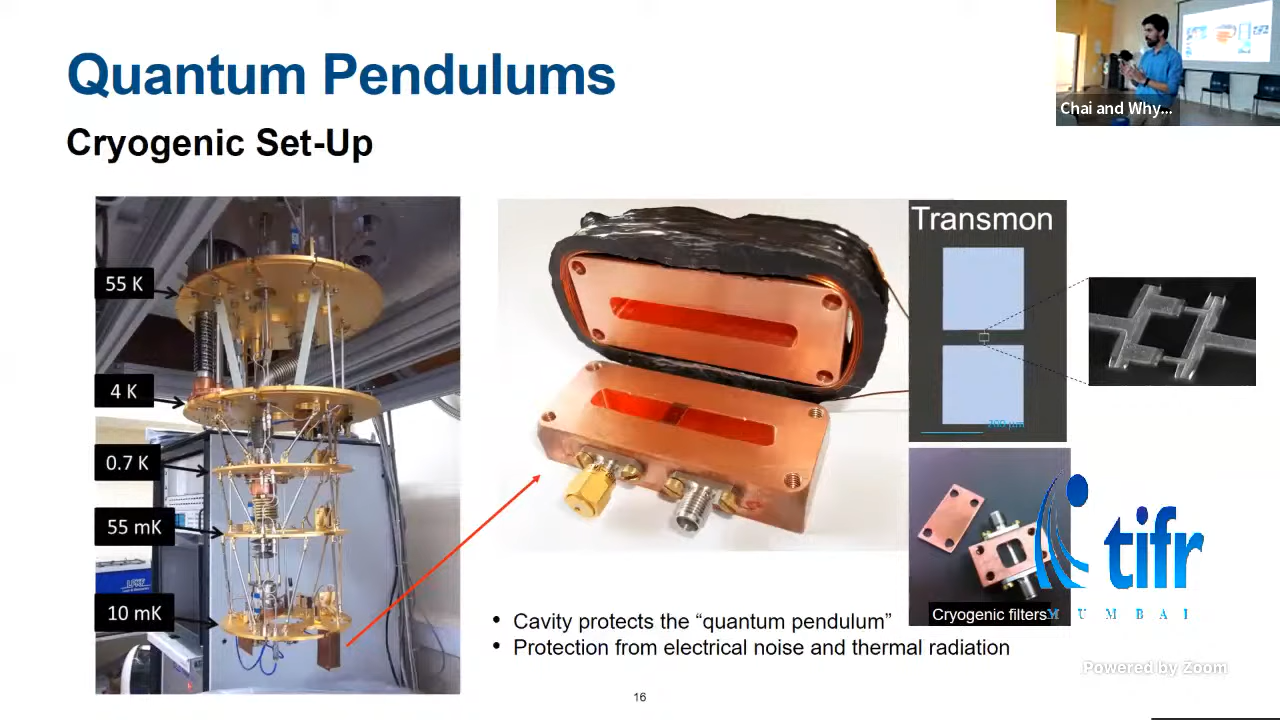 Quantum Pendulums
Cryogenic Set-Up
Chai and Why...
55 K
4 K
0.7 K
55 mK
10 mK
Transmon
Cryogenic filters
tifr
MUMBAI
• Cavity protects the “quantum pendulum”
• Protection from electrical noise and thermal radiation
Powered by Zoom
16